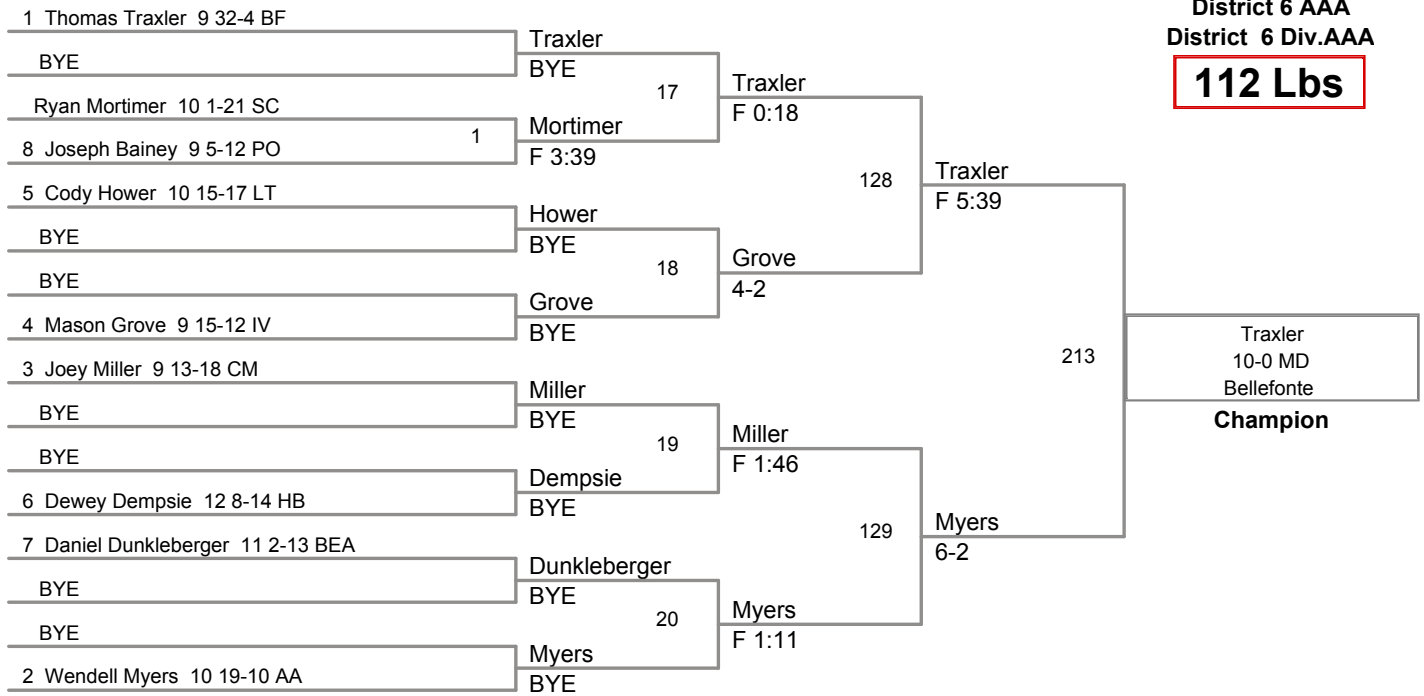 District 6 AAA
District 6 Div.AAA
112 Lbs
1 Thomas Traxler 9 32-4 BF
BYE
Ryan Mortimer 10 1-21 SC
8 Joseph Bainey 9 5-12 PO
5 Cody Hower 10 15-17 LT
BYE
BYE
4 Mason Grove 9 15-12 IV
3 Joey Miller 9 13-18 CM
BYE
BYE
6 Dewey Dempsie 12 8-14 HB
7 Daniel Dunkleberger 11 2-13 BEA
BYE
BYE
2 Wendell Myers 10 19-10 AA
1
Traxler
BYE
Mortimer
F 3:39
Hower
BYE
Grove
BYE
Miller
BYE
Dempsie
BYE
Dunkleberger
BYE
Myers
BYE
17
18
19
20
Traxler
F 0:18
Grove
4-2
Miller
F 1:46
Myers
F 1:11
128
129
Traxler
F 5:39
Myers
6-2
213
Traxler
10-0 MD
Bellefonte
Champion